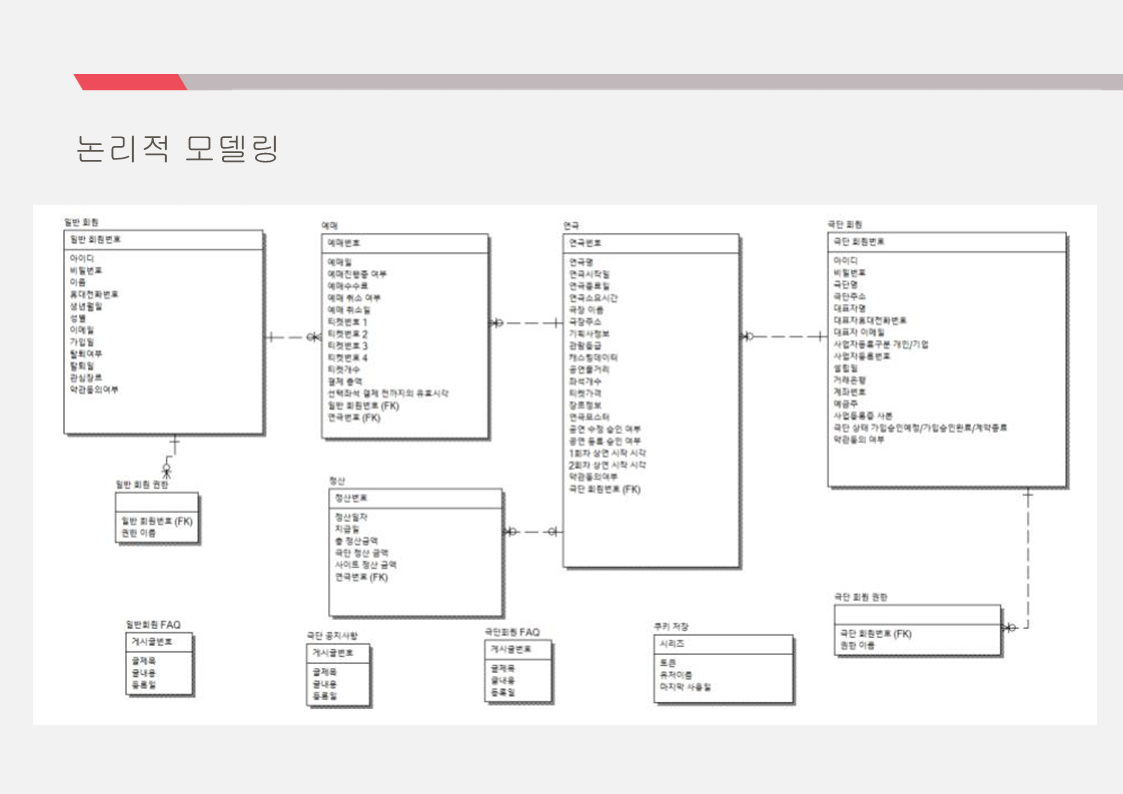 논리적 모델링
일반 회원
일반 회원번호
아이디
비밀번호
이름
휴대전화번호
생년월일
성별
이메일
가입일
탈퇴여부
탈퇴일
관심장르
약관동의여부
예매
예매번호
예매일
예매진행중 여부
예매수수료
예매 취소 여부
예매 취소일
티켓번호 1
티켓번호 2
티켓번호 3
티켓번호 4
티켓개수
결제 총액
선택좌석 결제 전까지의 유효시각
일반 회원번호 (FK)
연극번호 (FK)
연극
연극번호
연극명
연극시작일
연극종료일
연극소요시간
극장 이름
극장주소
기획사정보
관람등급
캐스팅데이터
공연줄거리
좌석개수
티켓가격
장르정보
연극포스터
공연 수정 승인 여부
공연 등록 승인 여부
1회차 상연 시작 시각
2회차 상연 시작 시각
약관동의여부
극단 회원번호 (FK)
극단 회원
극단 회원번호
아이디
비밀번호
극단명
극단주소
대표자명
대표자휴대전화번호
대표자 이메일
사업자등록구분 개인/기업
사업자등록번호
설립일
거래은행
계좌번호
예금주
사업등록증 사본
극단 상태 가입승인예정/가입승인완료/계약종료
약관동의 여부
일반 회원 권한
일반 회원번호 (FK)
권한 이름
정산
정산번호
정산일자
지급일
총 정산금액
극단 정산 금액
사이트 정산 금액
연극번호 (FK)
극단 회원 권한
극단 회원번호 (FK)
권한 이름
일반회원 FAQ
게시글번호
글제목
글내용
등록일
극단 공지사항
게시글번호
글제목
글내용
등록일
극단회원 FAQ
게시글번호
글제목
글내용
등록일
쿠키 저장
시리즈
토큰
유저이름
마지막 사용일